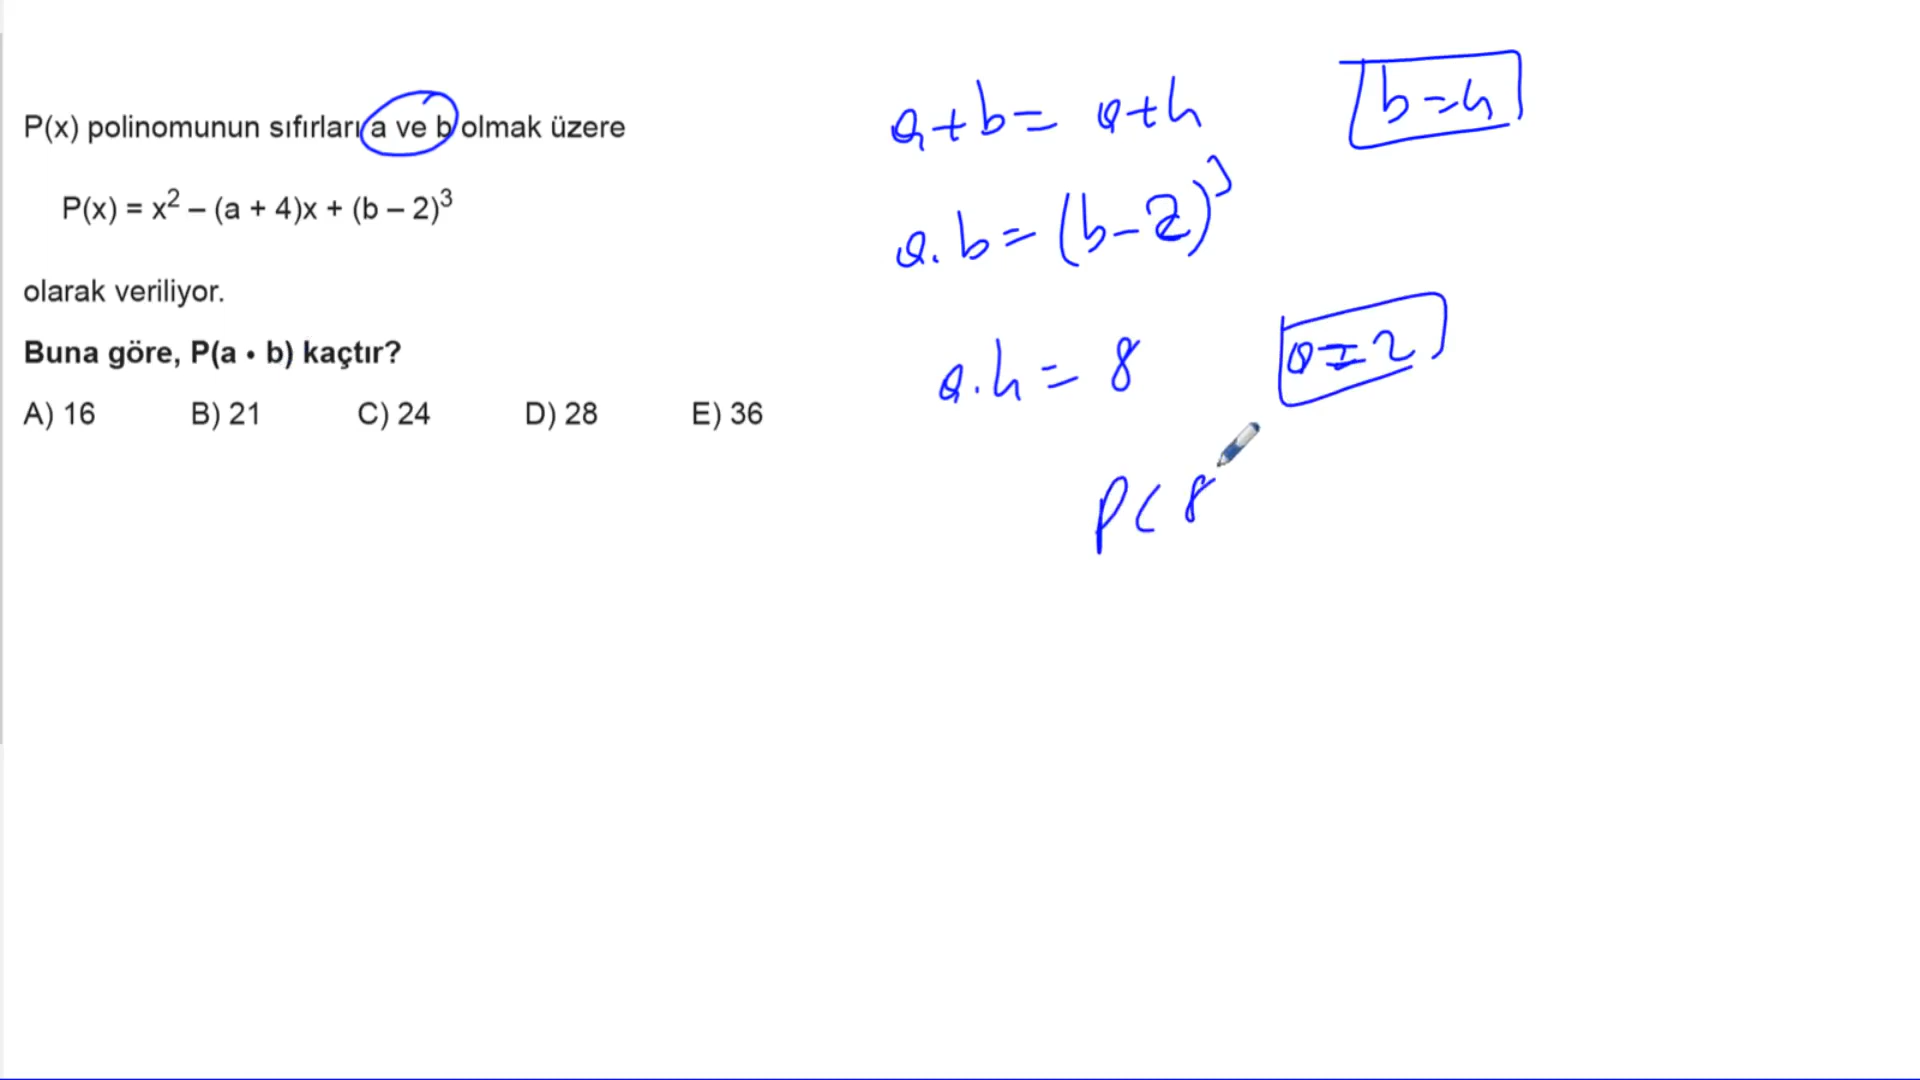 P(x) polinomunun sıfırları a ve b olmak üzere
P(x) = x² – (a + 4)x + (b – 2)³
olarak veriliyor.
Buna göre, P(a • b) kaçtır?
A) 16 B) 21 C) 24 D) 28 E) 36
a+b= a+4
b=4
a.b=(b-2)³
a.4=8
a=2
P(8